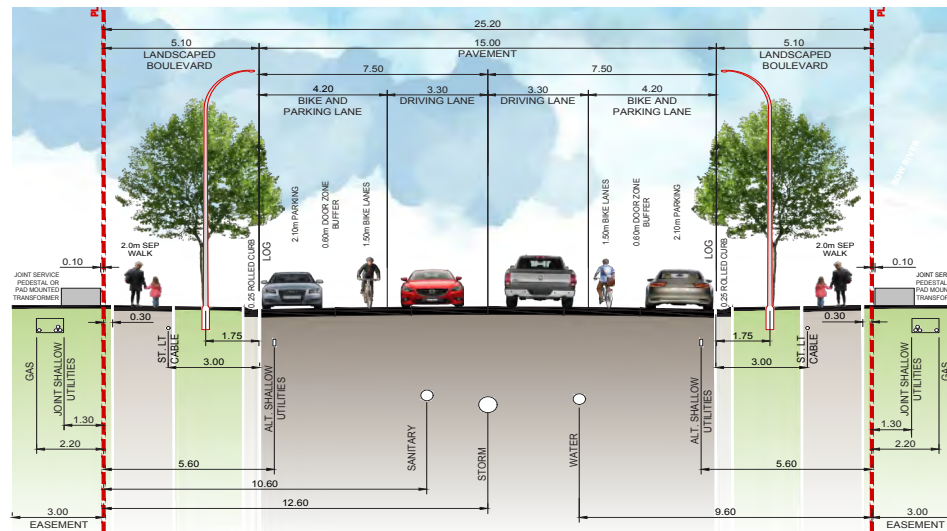 PL
PL
25.20
5.10
15.00
5.10
LANDSCAPED
BOULEVARD
PAVEMENT
LANDSCAPED
BOULEVARD
7.50
7.50
4.20
3.30
3.30
4.20
BIKE AND
PARKING LANE
DRIVING LANE
DRIVING LANE
BIKE AND
PARKING LANE
2.10m PARKING
0.60m DOOR ZONE
BUFFER
1.50m BIKE LANES
1.50m BIKE LANES
0.60m DOOR ZONE
BUFFER
2.10m PARKING
2.0m SEP
WALK
0.25 ROLLED CURB
LOG
LOG
0.25 ROLLED CURB
2.0m SEP
WALK
0.10
0.10
JOINT SERVICE
PEDESTAL OR
PAD MOUNTED
TRANSFORMER
JOINT SERV
PEDESTAL
PAD MOUN
TRANSFOR
0.30
0.30
1.75
1.75
ST. LT
CABLE
ST. LT
CABLE
3.00
3.00
GAS
JOINT SHALLOW
UTILITIES
ALT. SHALLOW
UTILITIES
SANITARY
STORM
WATER
ALT. SHALLOW
UTILITIES
JOINT SHALLOW
UTILITIES
GAS
1.30
1.30
2.20
2.20
5.60
5.60
10.60
12.60
9.60
3.00
3.00
EASEMENT
EASEMENT